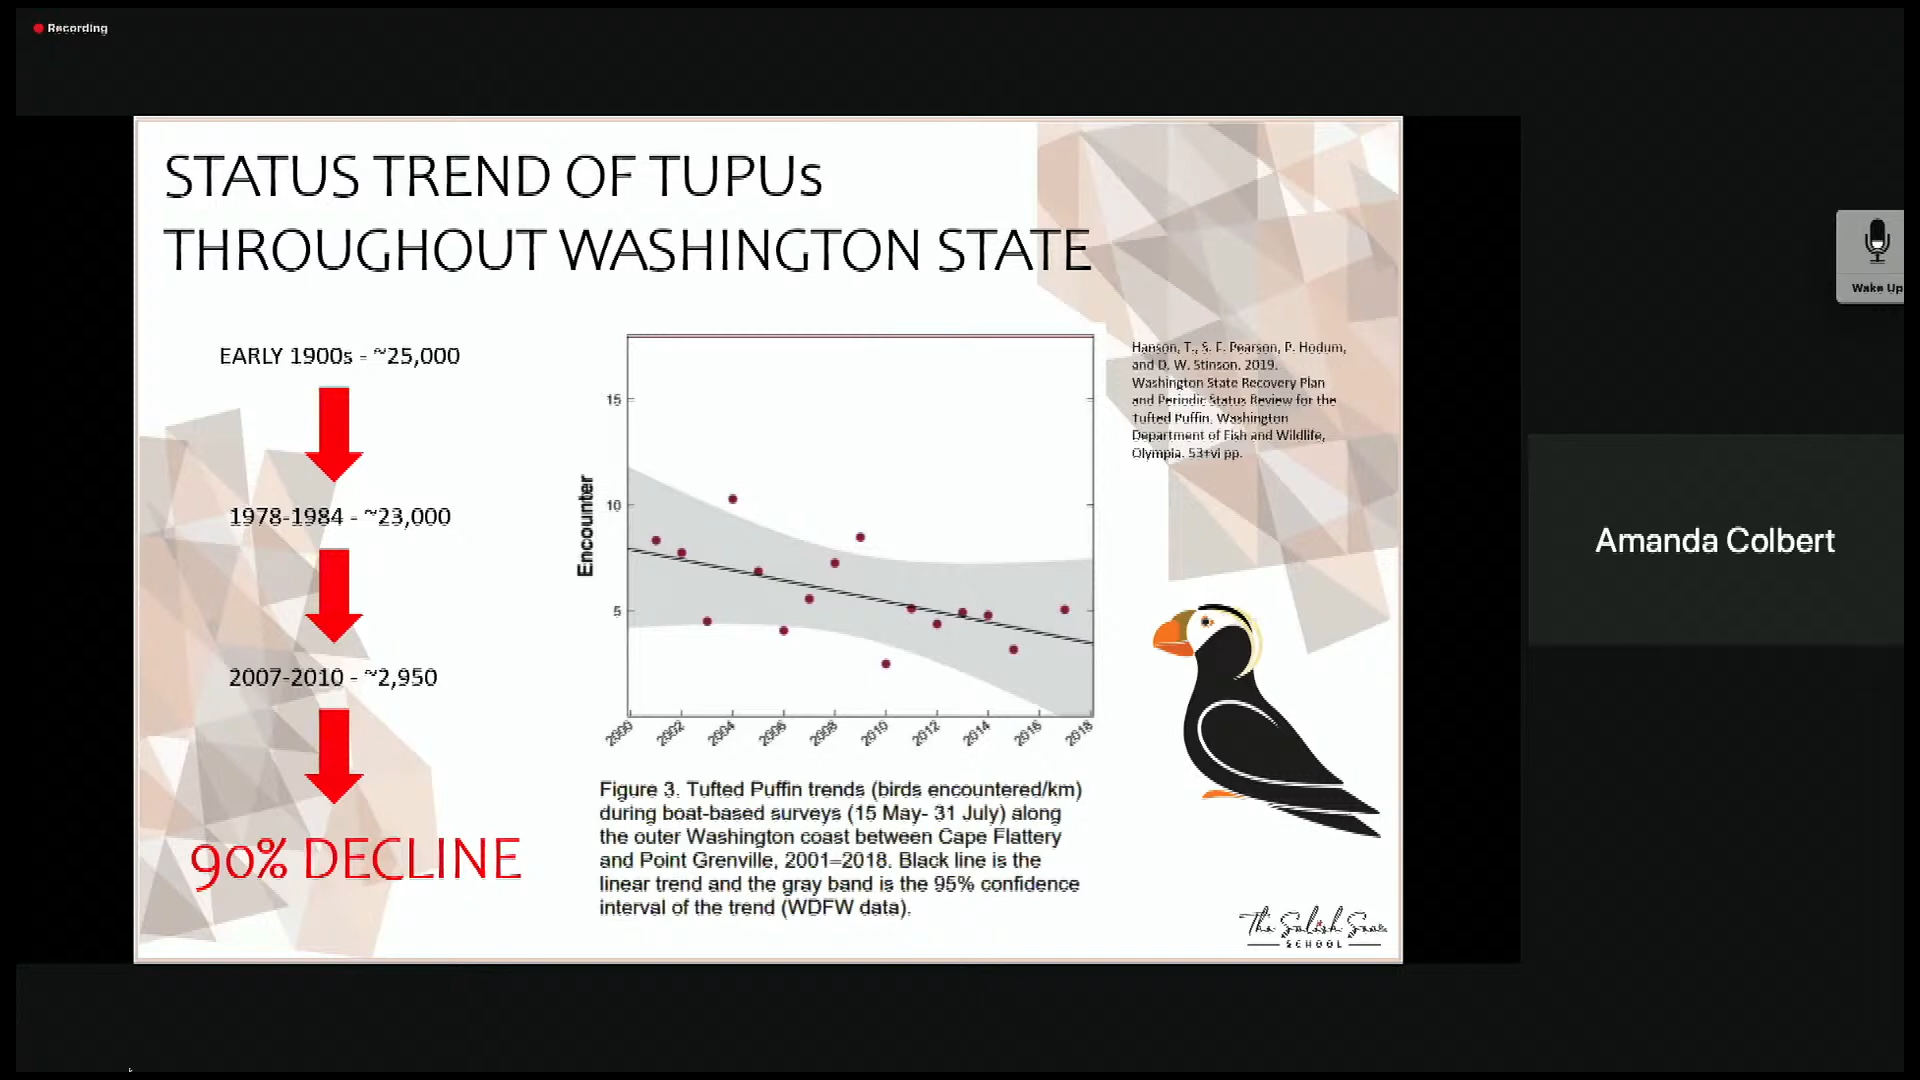 Recording
STATUS TREND OF TUPUs
THROUGHOUT WASHINGTON STATE
EARLY 1900s - ~25,000
1978-1984 - ~23,000
2007-2010 - ~2,950
90% DECLINE
Encounter
15
10
5
2000 2002 2004 2006 2008 2010 2012 2014 2016 2018
Figure 3. Tufted Puffin trends (birds encountered/km)
during boat-based surveys (15 May- 31 July) along
the outer Washington coast between Cape Flattery
and Point Grenville, 2001–2018. Black line is the
linear trend and the gray band is the 95% confidence
interval of the trend (WDFW data).
Hanson, T., S. F. Pearson, P. Hodum,
and D. W. Stinson. 2019.
Washington State Recovery Plan
and Periodic Status Review for the
Tufted Puffin. Washington
Department of Fish and Wildlife,
Olympia. 53+vi pp.
The Salish Seas
SCHOOL
Wake Up
Amanda Colbert